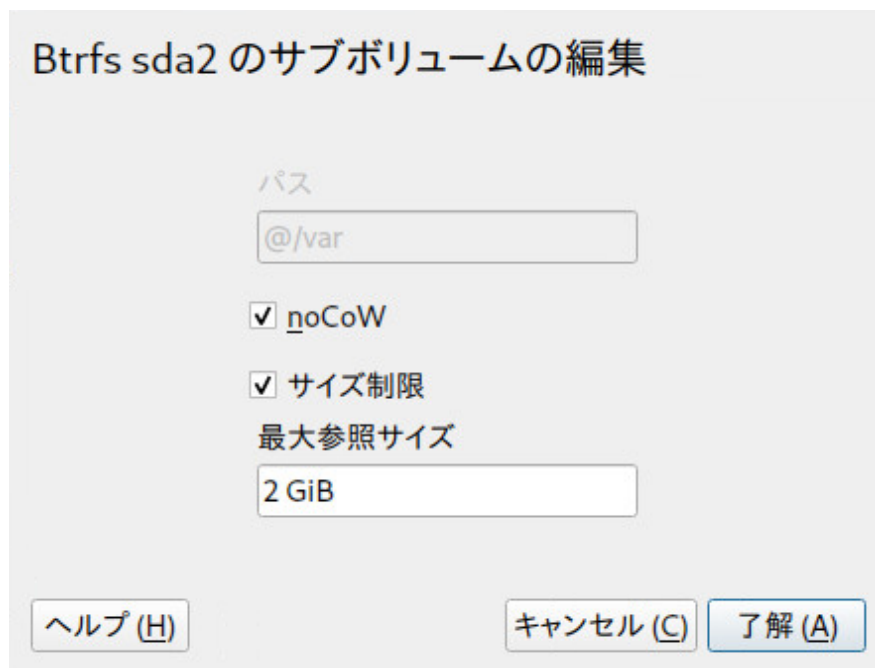 Btrfs sda2 のサブボリュームの編集
パス
@/var
noCoW
サイズ制限
最大参照サイズ
2 GiB
ヘルプ (H) キャンセル (C) 了解 (A)